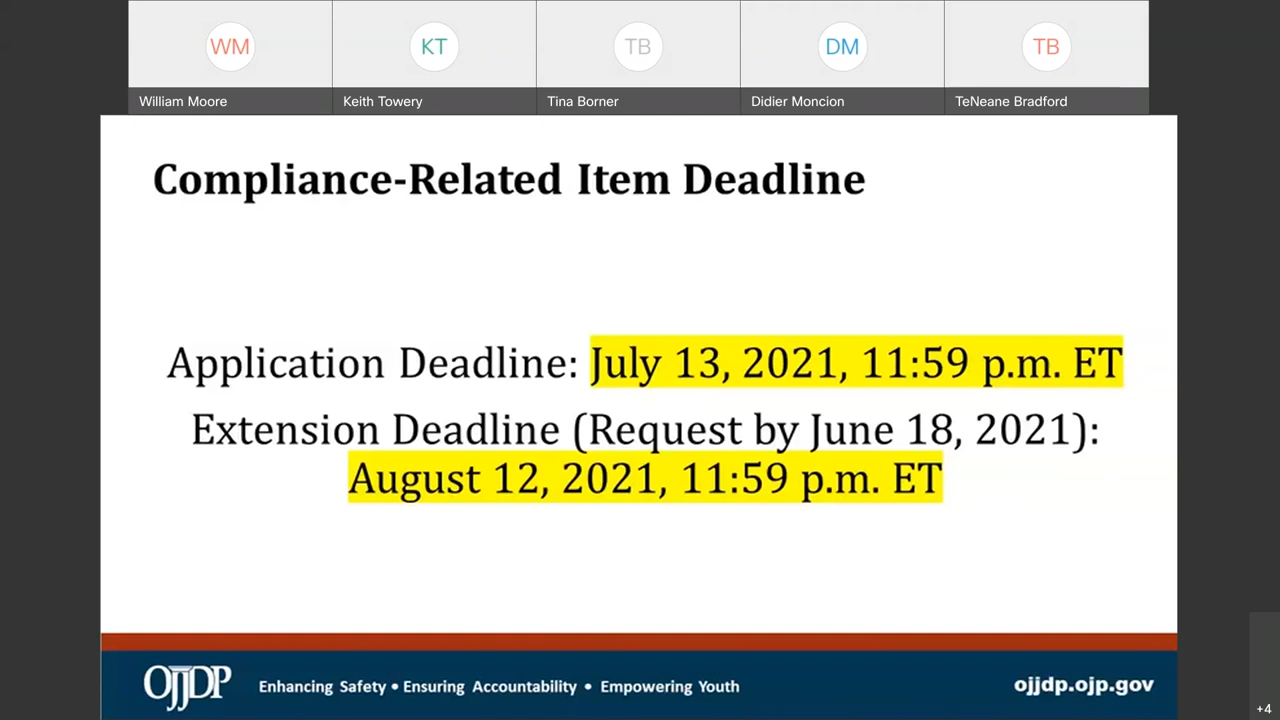 WM
KT
TB
DM
TB
William Moore
Keith Towery
Tina Borner
Didier Moncion
TeNeane Bradford
Compliance-Related Item Deadline
Application Deadline: July 13, 2021, 11:59 p.m. ET
Extension Deadline (Request by June 18, 2021):
August 12, 2021, 11:59 p.m. ET
OJJDP
Enhancing Safety • Ensuring Accountability • Empowering Youth
ojjdp.ojp.gov
+4